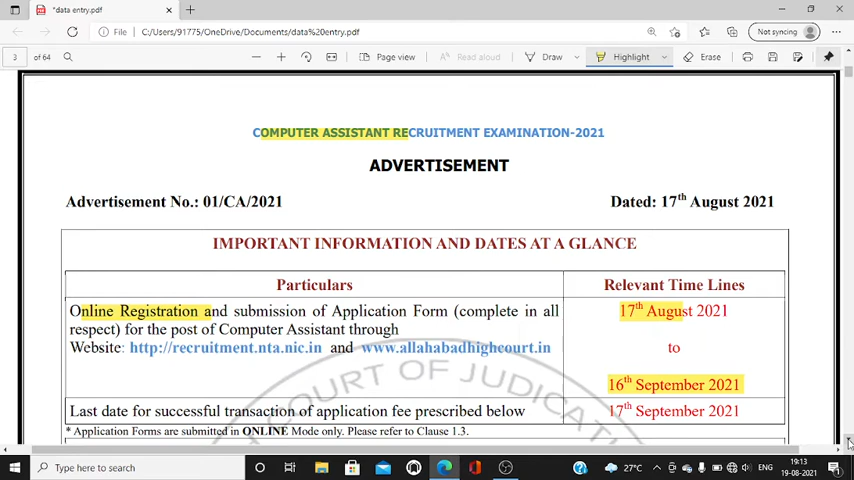 *data entry.pdf
File
C:/Users/91775/OneDrive/Documents/data%20entry.pdf
Not syncing
3 of 64
Page view
Read aloud
Draw
Highlight
Erase
COMPUTER ASSISTANT RECRUITMENT EXAMINATION-2021
ADVERTISEMENT
Advertisement No.: 01/CA/2021 Dated: 17th August 2021
IMPORTANT INFORMATION AND DATES AT A GLANCE
Particulars Relevant Time Lines
Online Registration and submission of Application Form (complete in all 17th August 2021
respect) for the post of Computer Assistant through
Website: http://recruitment.nta.nic.in and www.allahabadhighcourt.in to
16th September 2021
COURT OF JUDICA
Last date for successful transaction of application fee prescribed below 17th September 2021
* Application Forms are submitted in ONLINE Mode only. Please refer to Clause 1.3.
Type here to search
27°C
ENG
19:13
19-08-2021